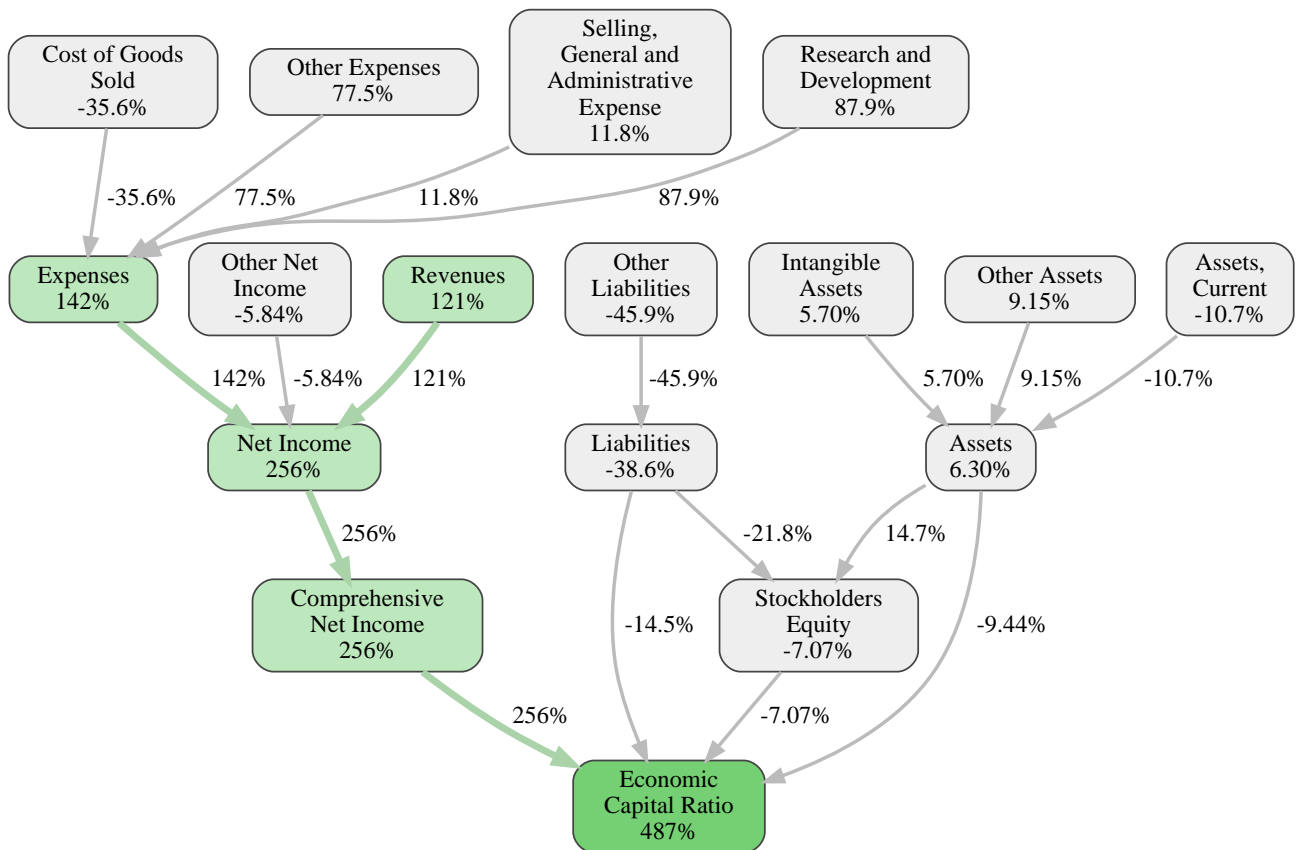 Cost of Goods
Sold
-35.6%
Other Expenses
77.5%
Selling,
General and
Administrative
Expense
11.8%
Research and
Development
87.9%
-35.6%
77.5%
11.8%
87.9%
Expenses
142%
Other Net
Income
-5.84%
Revenues
121%
Other
Liabilities
-45.9%
Intangible
Assets
5.70%
Other Assets
9.15%
Assets,
Current
-10.7%
142%
-5.84%
121%
-45.9%
5.70%
9.15%
-10.7%
Net Income
256%
Liabilities
-38.6%
Assets
6.30%
256%
-21.8%
14.7%
Comprehensive
Net Income
256%
-14.5%
Stockholders
Equity
-7.07%
-9.44%
256%
-7.07%
Economic
Capital Ratio
487%